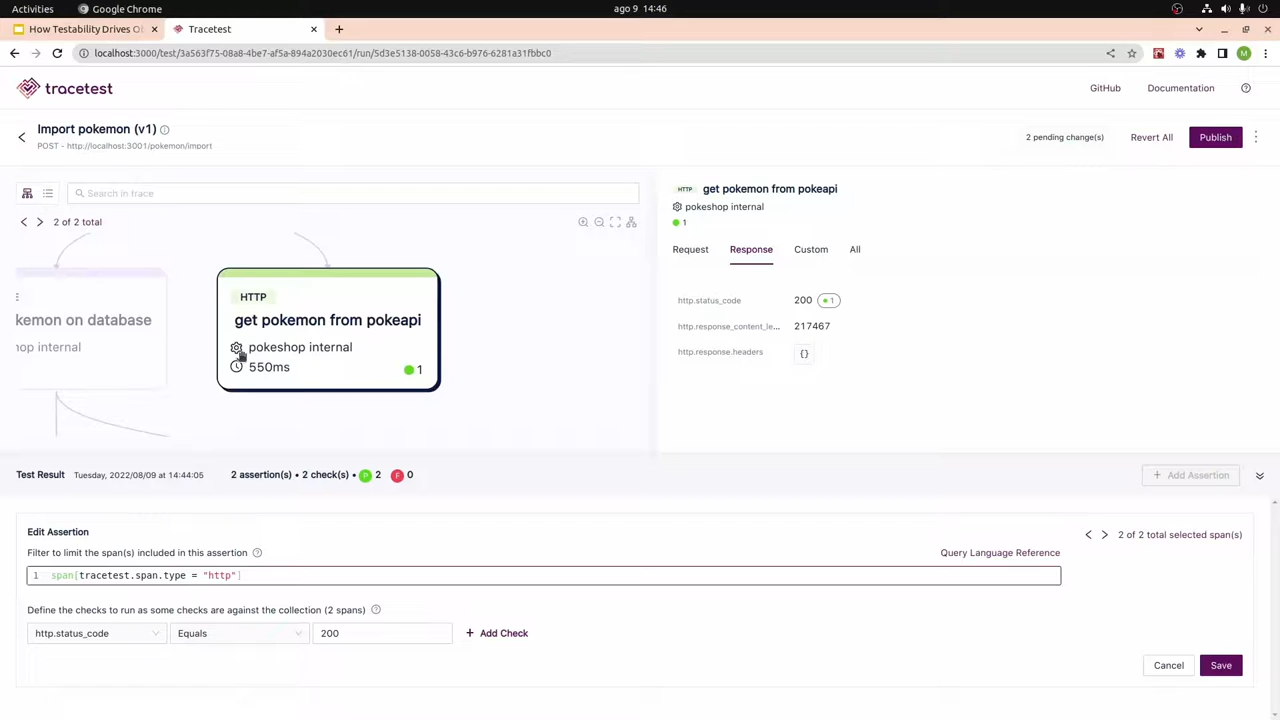 Activities
Google Chrome
ago 9 14:46
How Testability Drives Ob
Tracetest
localhost:3000/test/3a563f75-08a8-4be7-af5a-894a2030ec61/run/5d3e5138-0058-43c6-b976-6281a31fbbc0
M
tracetest
GitHub
Documentation
Import pokemon (v1)
POST - http://localhost:3001/pokemon/import
2 pending change(s)
Revert All
Publish
Search in trace
2 of 2 total
kemon on database
hop internal
HTTP
get pokemon from pokeapi
pokeshop internal
550ms
1
HTTP get pokemon from pokeapi
pokeshop internal
1
Request Response Custom All
http.status_code 200 1
http.response_content_le... 217467
http.response.headers {}
Test Result Tuesday, 2022/08/09 at 14:44:05 2 assertion(s) • 2 check(s) • P 2 F 0
+ Add Assertion
Edit Assertion
2 of 2 total selected span(s)
Filter to limit the span(s) included in this assertion
Query Language Reference
1 span[tracetest.span.type = "http"]
Define the checks to run as some checks are against the collection (2 spans)
http.status_code Equals 200 + Add Check
Cancel Save